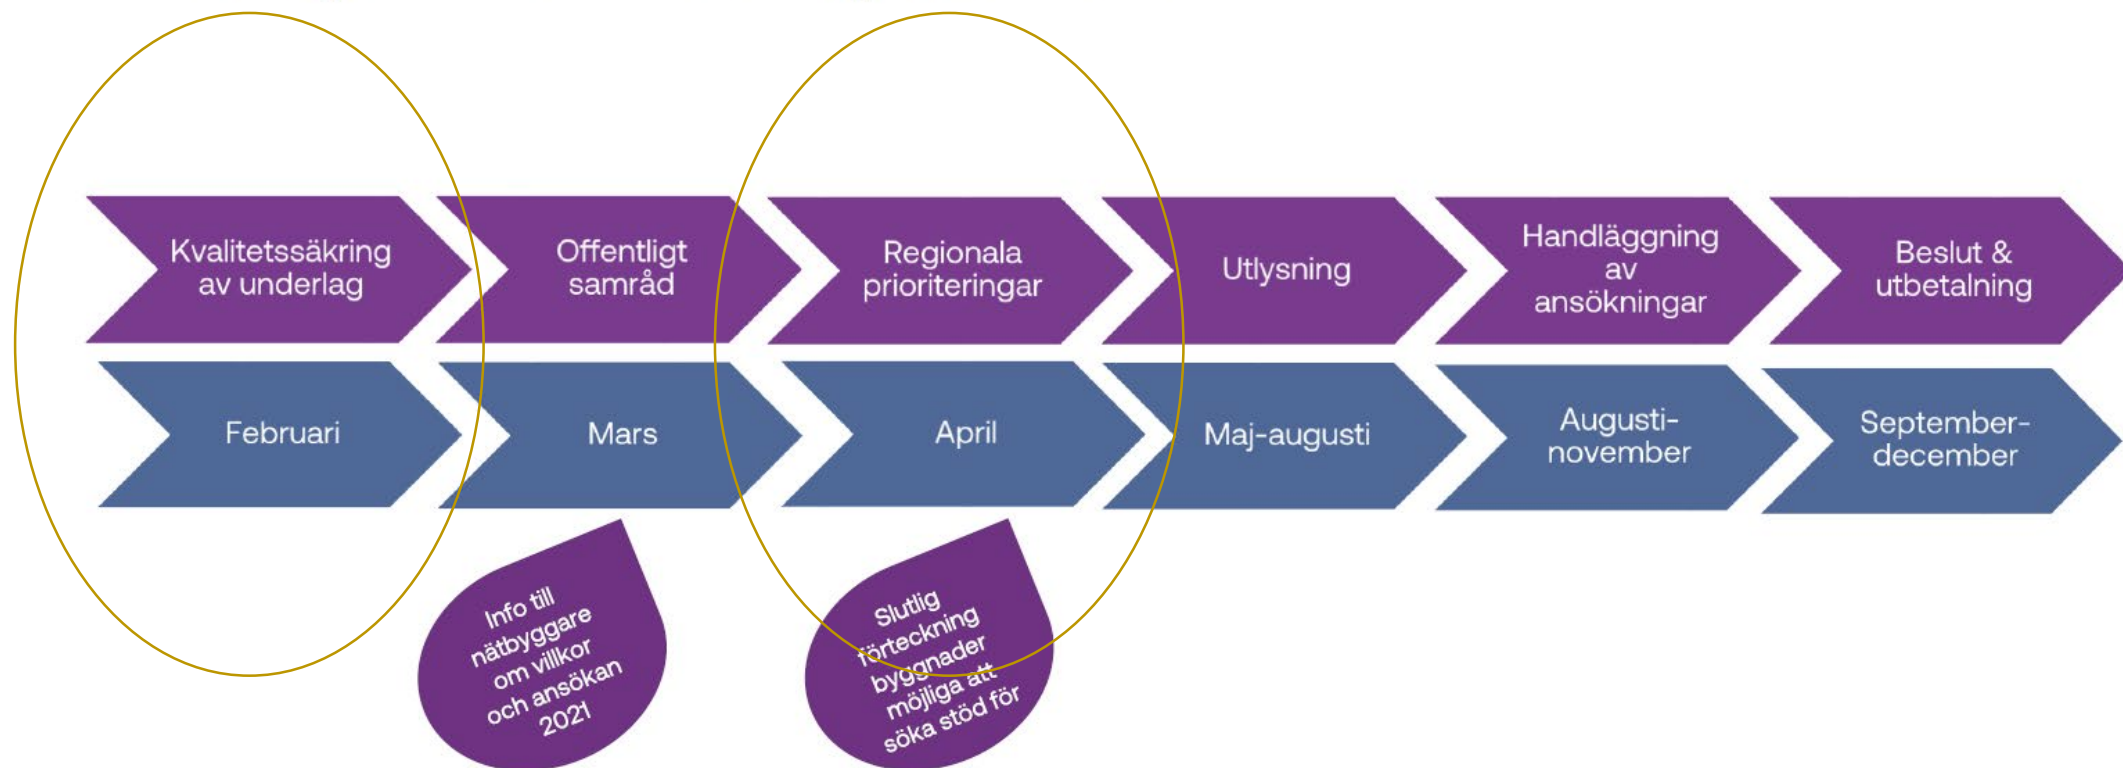 Kvalitetssäkring
av underlag
Offentligt
samråd
Regionala
prioriteringar
Utlysning
Handläggning
av
ansökningar
Beslut &
utbetalning
Februari
Mars
April
Maj-augusti
Augusti-
november
September-
december
Info till
nätbyggare
om villkor
och ansökan
2021
Slutlig
förteckning
byggnader
möjliga att
söka stöd för